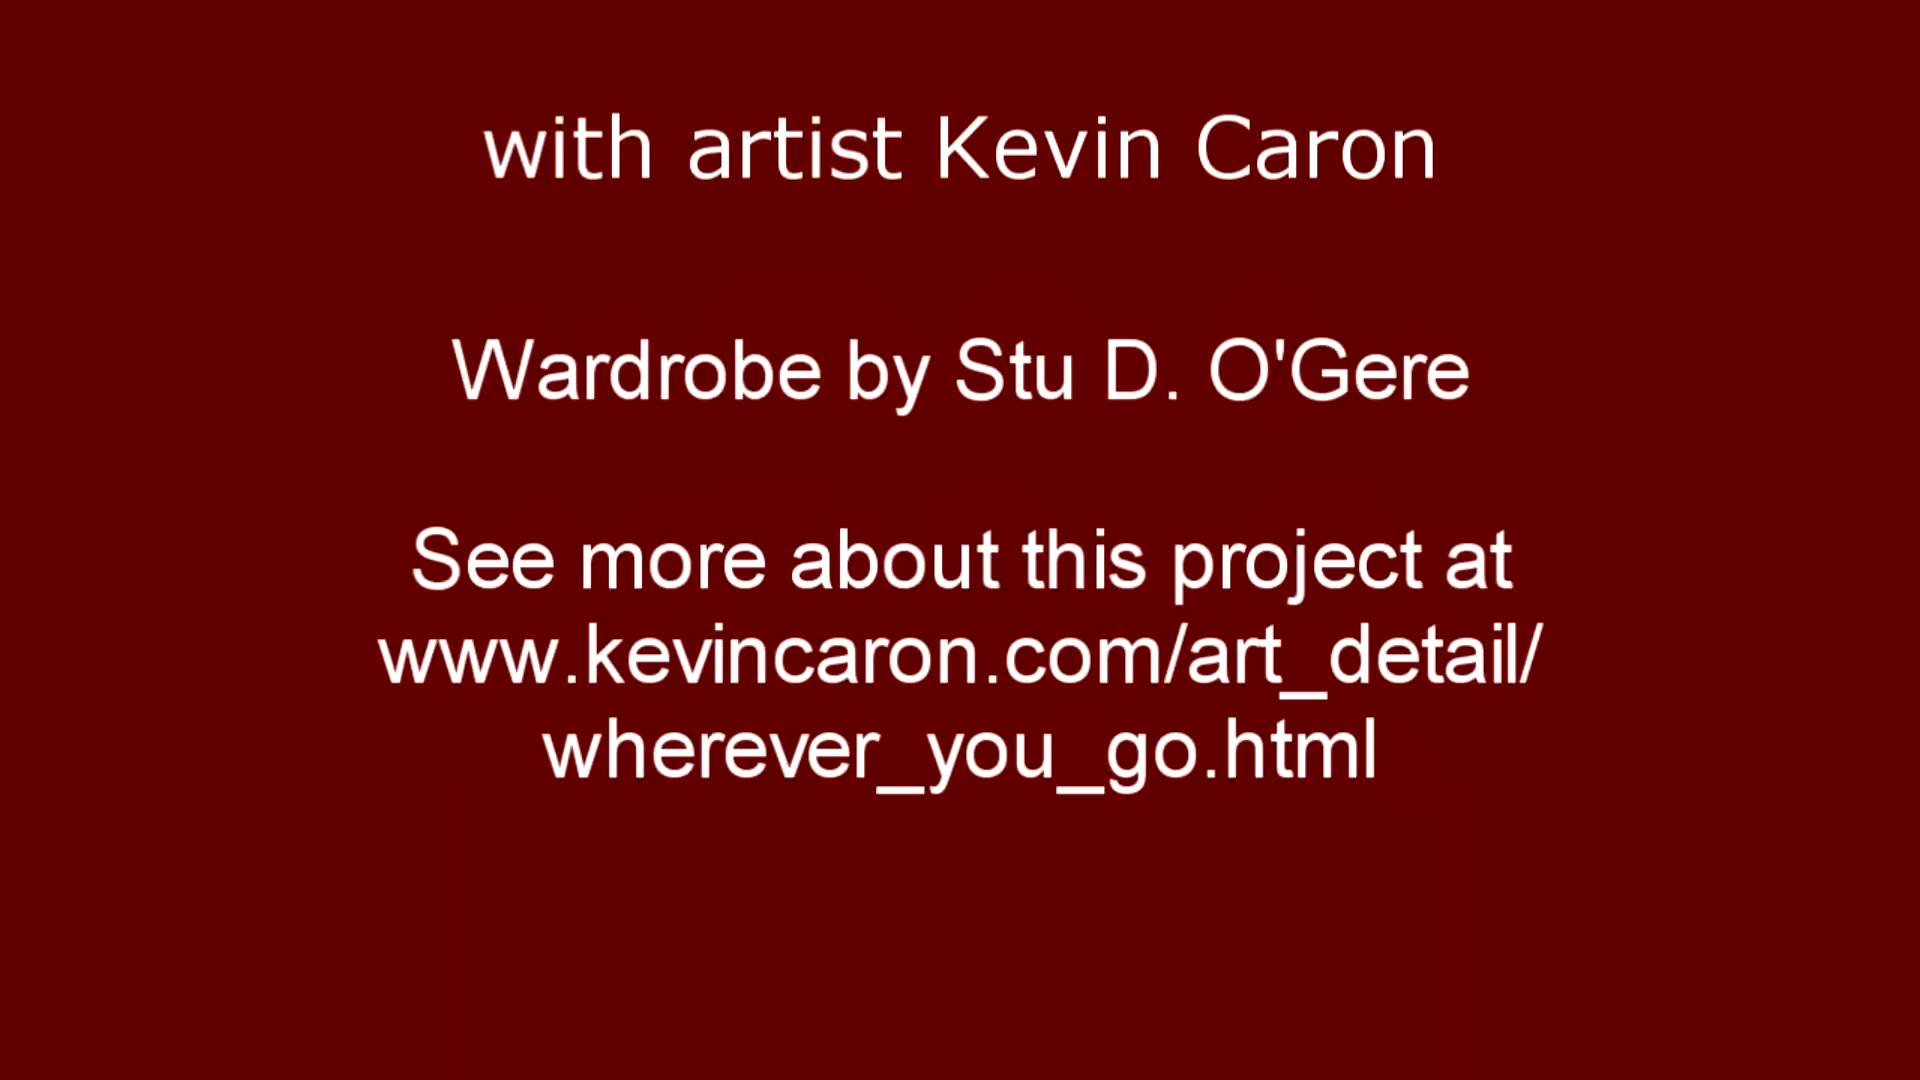 with artist Kevin Caron
Wardrobe by Stu D. O'Gere
See more about this project at
www.kevincaron.com/art_detail/
wherever_you_go.html